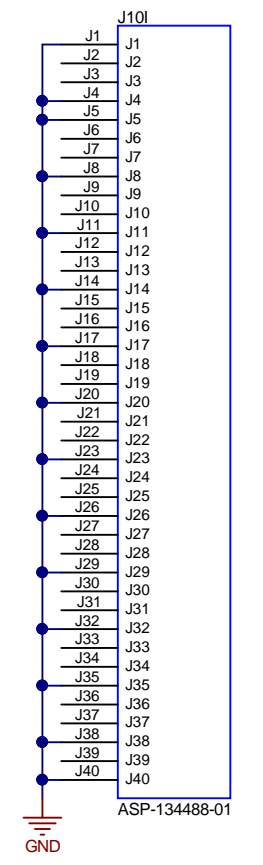 J10I
J1 J1
J2 J2
J3 J3
J4 J4
J5 J5
J6 J6
J7 J7
J8 J8
J9 J9
J10 J10
J11 J11
J12 J12
J13 J13
J14 J14
J15 J15
J16 J16
J17 J17
J18 J18
J19 J19
J20 J20
J21 J21
J22 J22
J23 J23
J24 J24
J25 J25
J26 J26
J27 J27
J28 J28
J29 J29
J30 J30
J31 J31
J32 J32
J33 J33
J34 J34
J35 J35
J36 J36
J37 J37
J38 J38
J39 J39
J40 J40
ASP-134488-01
GND